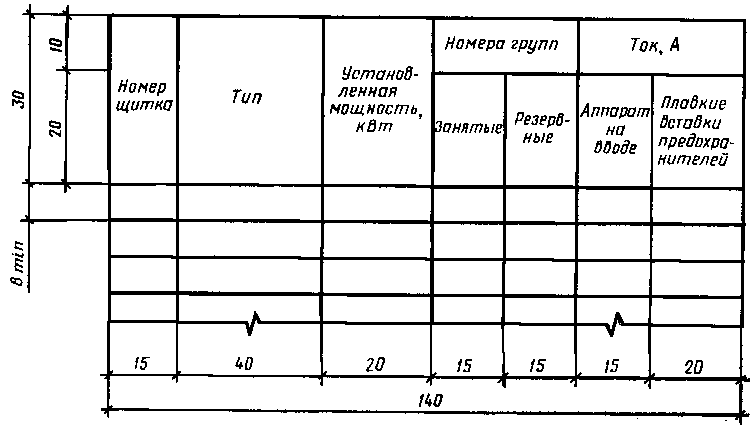 Номера групп
Ток, А
Номер
щитка
Тип
Установ-
ленная
мощность,
квт
Занятые
Резерв-
ные
Аппарат
на
вводе
Плавкие
вставки
предохра-
нителей
10
20
30
8 min
15
40
20
15
15
15
20
140